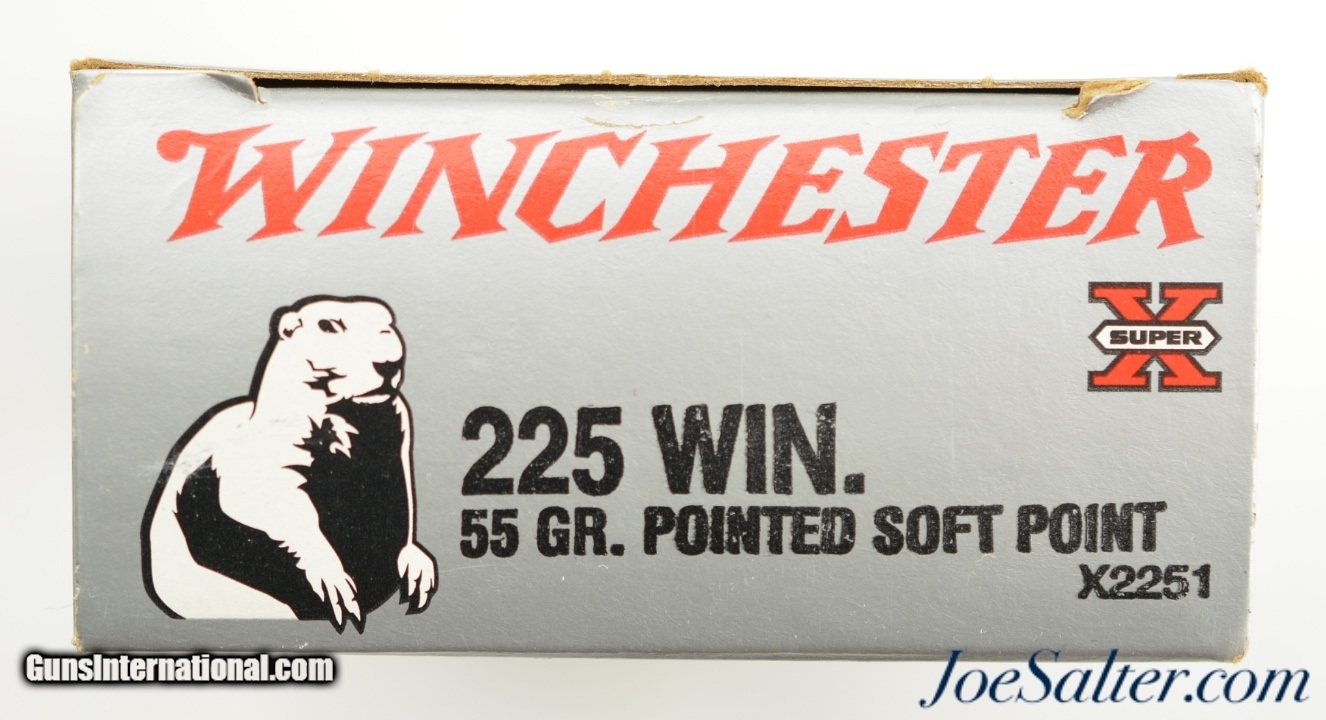 WINCHESTER
X
SUPER
225 WIN.
55 GR. POINTED SOFT POINT
X2251
GunsInternational.com
JoeSalter.com